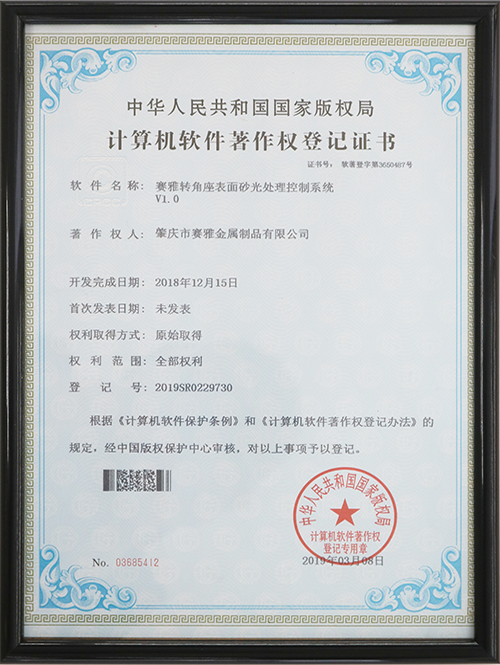 中华人民共和国国家版权局
计算机软件著作权登记证书
证书号： 软著登字第3650487号
软件名称： 赛雅转角座表面砂光处理控制系统
V1.0
著作权人： 肇庆市赛雅金属制品有限公司
开发完成日期： 2018年12月15日
首次发表日期： 未发表
权利取得方式： 原始取得
权利范围： 全部权利
登记号： 2019SR0229730
根据《计算机软件保护条例》和《计算机软件著作权登记办法》的
规定，经中国版权保护中心审核，对以上事项予以登记。
中华人民共和国国家版权局
计算机软件著作权
登记专用章
No. 03685412
2019年03月08日